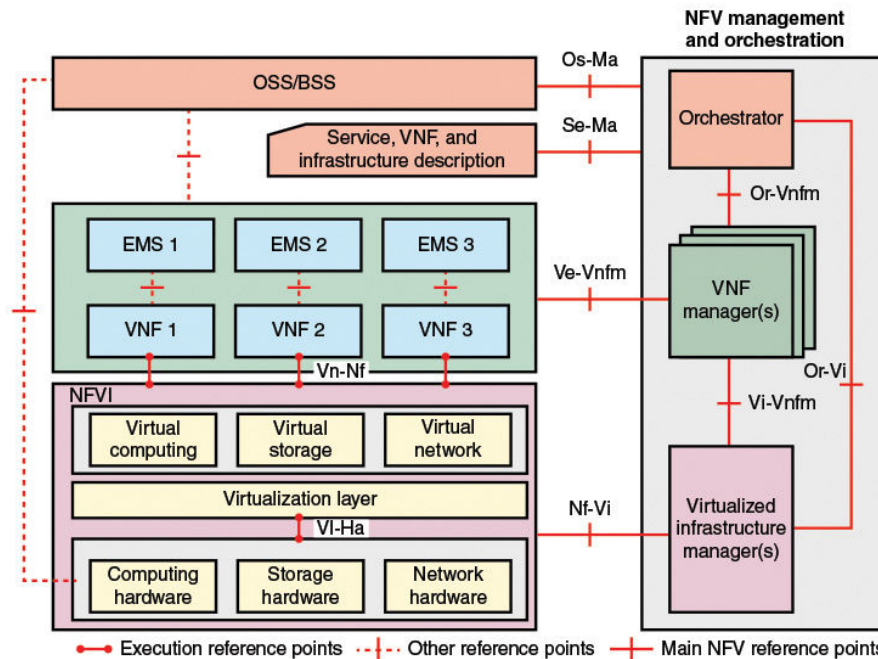 NFV management
and orchestration
Os-Ma
OSS/BSS
Orchestrator
Se-Ma
Service, VNF, and
infrastructure description
Or-Vnfm
EMS 1
EMS 2
EMS 3
Ve-Vnfm
VNF
manager(s)
VNF 1
VNF 2
VNF 3
Vn-Nf
Or-Vi
NFVI
Vi-Vnfm
Virtual
computing
Virtual
storage
Virtual
network
Virtualization layer
Nf-Vi
Virtualized
infrastructure
manager(s)
VI-Ha
Computing
hardware
Storage
hardware
Network
hardware
Execution reference points
Other reference points
Main NFV reference points